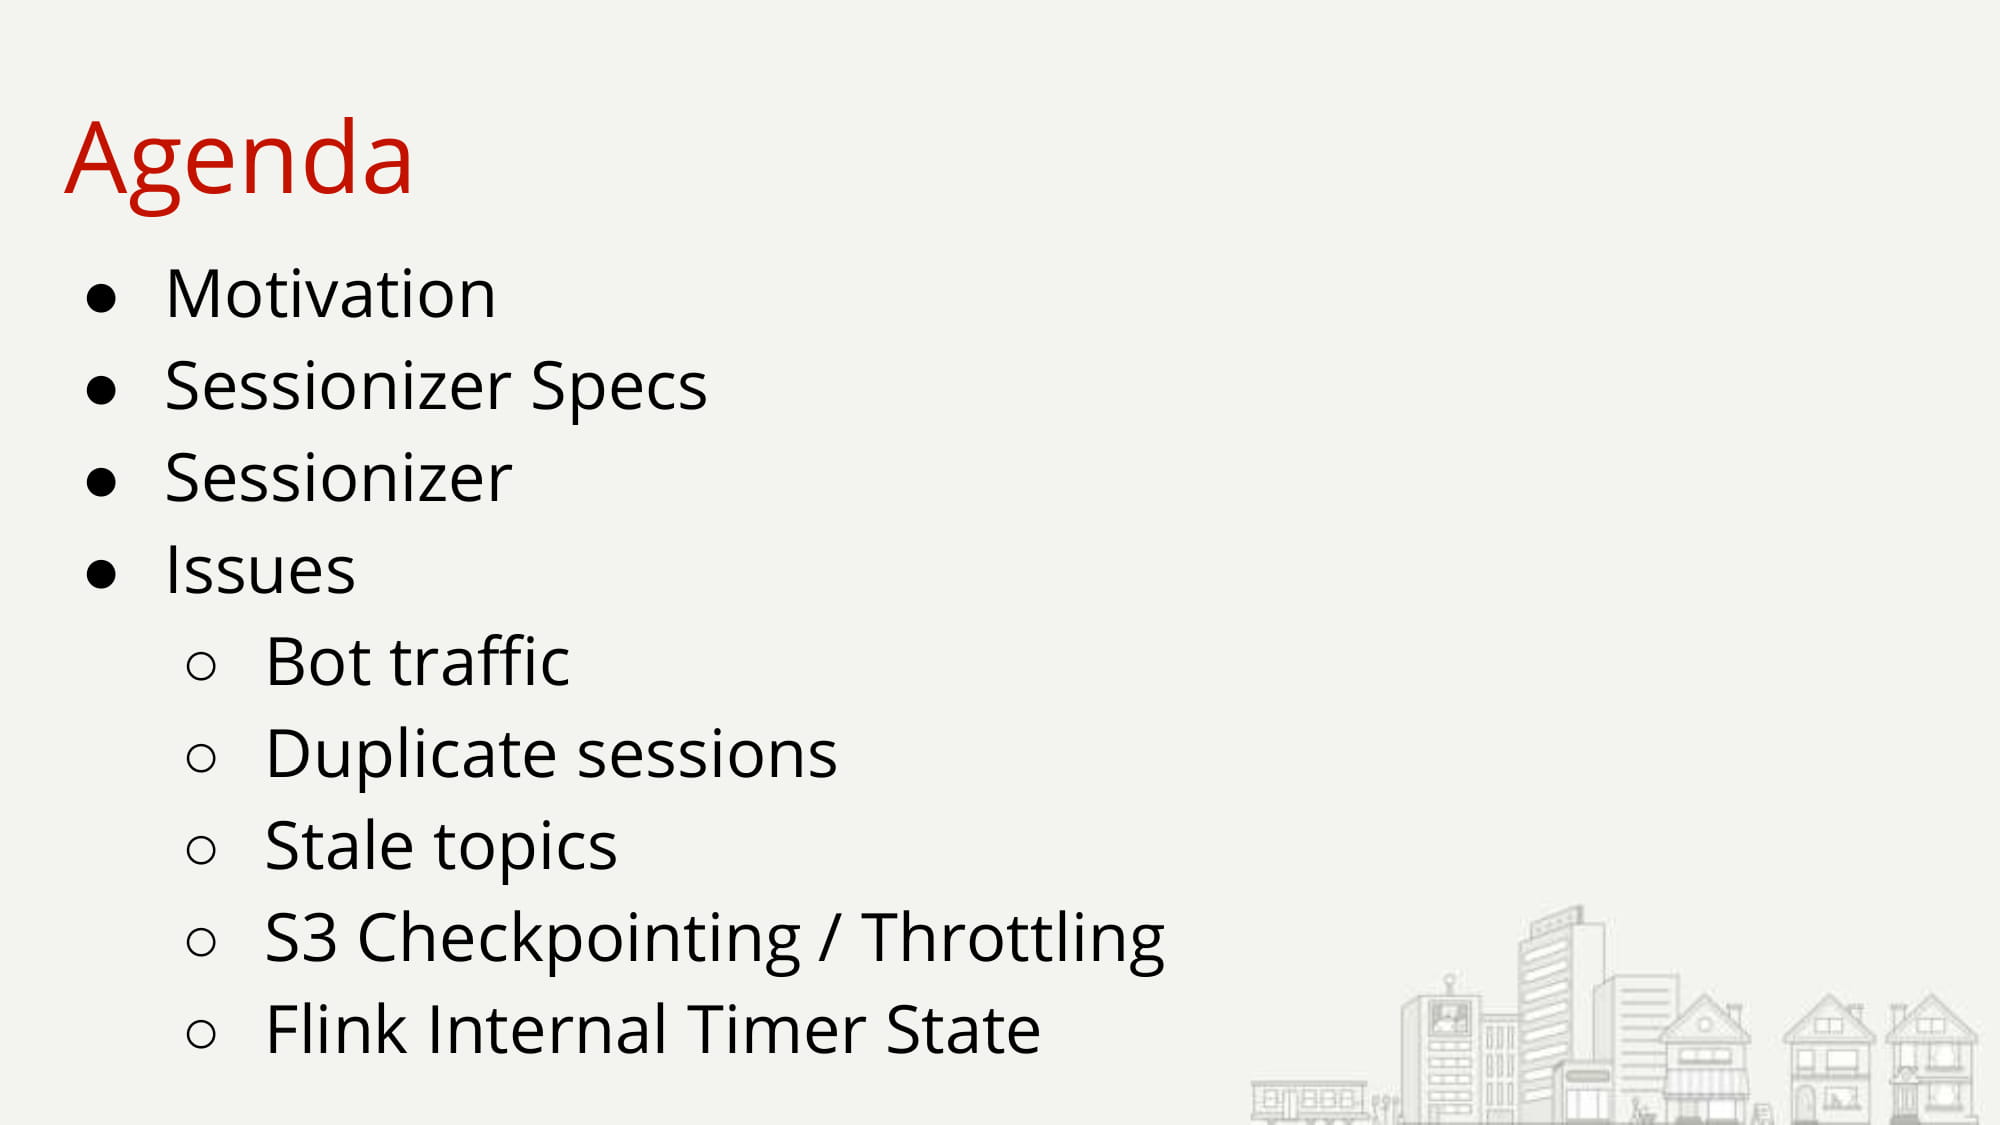 Agenda
● Motivation
● Sessionizer Specs
● Sessionizer
● Issues
○ Bot traffic
○ Duplicate sessions
○ Stale topics
○ S3 Checkpointing / Throttling
○ Flink Internal Timer State